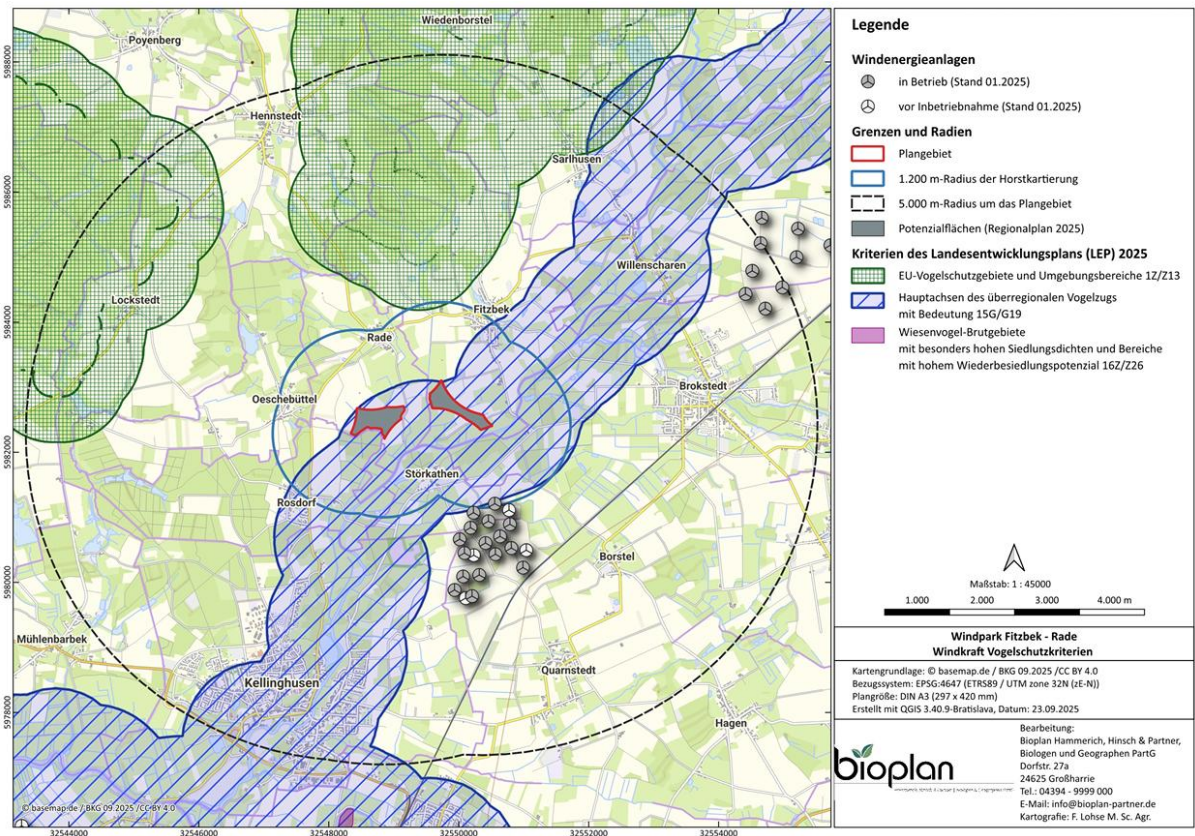 Wiedenborstel
Poyenberg
Hennstedt
Sarlhusen
Willenscharen
Lockstedt
Fitzbek
Rade
Brokstedt
Oeschebüttel
Störkathen
Rosdorf
Borstel
Mühlenbarbek
Quarnstedt
Kellinghusen
Hagen
5988000
5986000
5984000
5982000
5980000
5978000
© basemap.de / BKG 09.2025 /CC BY 4.0
32544000
32546000
32548000
32550000
32552000
32554000
Legende
Windenergieanlagen
in Betrieb (Stand 01.2025)
vor Inbetriebnahme (Stand 01.2025)
Grenzen und Radien
Plangebiet
1.200 m-Radius der Horstkartierung
5.000 m-Radius um das Plangebiet
Potenzialflächen (Regionalplan 2025)
Kriterien des Landesentwicklungsplans (LEP) 2025
EU-Vogelschutzgebiete und Umgebungsbereiche 1Z/Z13
Hauptachsen des überregionalen Vogelzugs
mit Bedeutung 15G/G19
Wiesenvogel-Brutgebiete
mit besonders hohen Siedlungsdichten und Bereiche
mit hohem Wiederbesiedlungspotenzial 16Z/Z26
Maßstab: 1 : 45000
1.000 2.000 3.000 4.000 m
Windpark Fitzbek - Rade
Windkraft Vogelschutzkriterien
Kartengrundlage: © basemap.de / BKG 09.2025 /CC BY 4.0
Bezugssystem: EPSG:4647 (ETRS89 / UTM zone 32N (zE-N))
Plangröße: DIN A3 (297 x 420 mm)
Erstellt mit QGIS 3.40.9-Bratislava, Datum: 23.09.2025
bioplan
Bearbeitung:
Bioplan Hammerich, Hinsch & Partner,
Biologen und Geographen PartG
Dorfstr. 27a
24625 Großharrie
Tel.: 04394 - 9999 000
E-Mail: info@bioplan-partner.de
Kartografie: F. Lohse M. Sc. Agr.